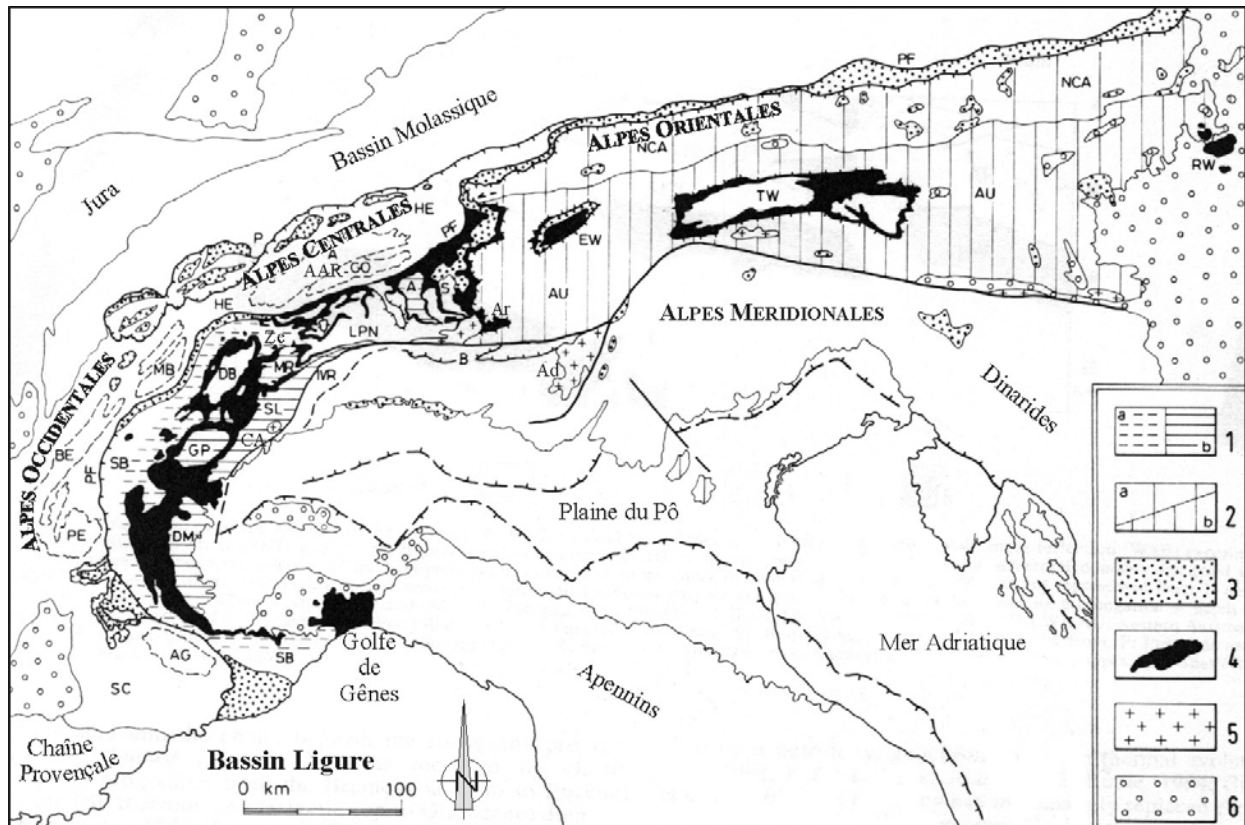 PF
NCA
ALPES ORIENTALES
NCA
Bassin Molassique
RW
Jura
HE
AU
TW
P
ALPES CENTRALES
PF
EW
A
AAR-GO
HE
A
S
AU
ALPES MERIDIONALES
Ar
LPN
Ze
B
MB
DB
MR
IVR
Ad
Dinarides
ALPES OCCIDENTALES
SL
CA
BE
GP
SB
PF
Plaine du Pô
PE
DM
Mer Adriatique
Golfe
de
Gênes
SB
AG
Apennins
SC
Chaîne
Provençale
Bassin Ligure
N
0 km 100
a b 1
a b 2
3
4
5
6